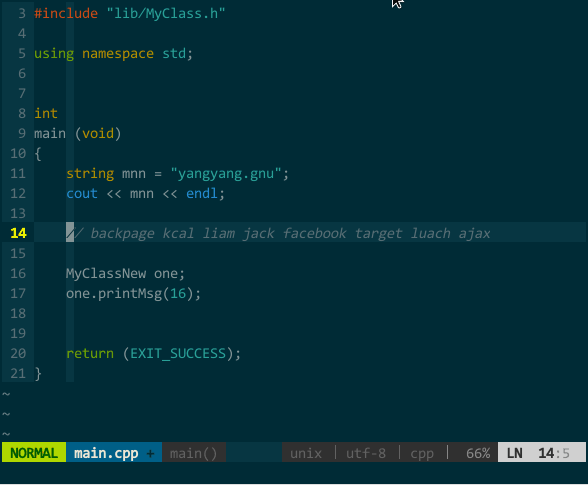 3 #include "lib/MyClass.h"
4
5 using namespace std;
6
7
8 int
9 main (void)
10 {
11     string mnn = "yangyang.gnu";
12     cout << mnn << endl;
13
14     // backpage kcal liam jack facebook target luach ajax
15
16     MyClassNew one;
17     one.printMsg(16);
18
19
20     return (EXIT_SUCCESS);
21 }
~
~
~
NORMAL main.cpp + main() unix | utf-8 | cpp | 66% LN 14:5